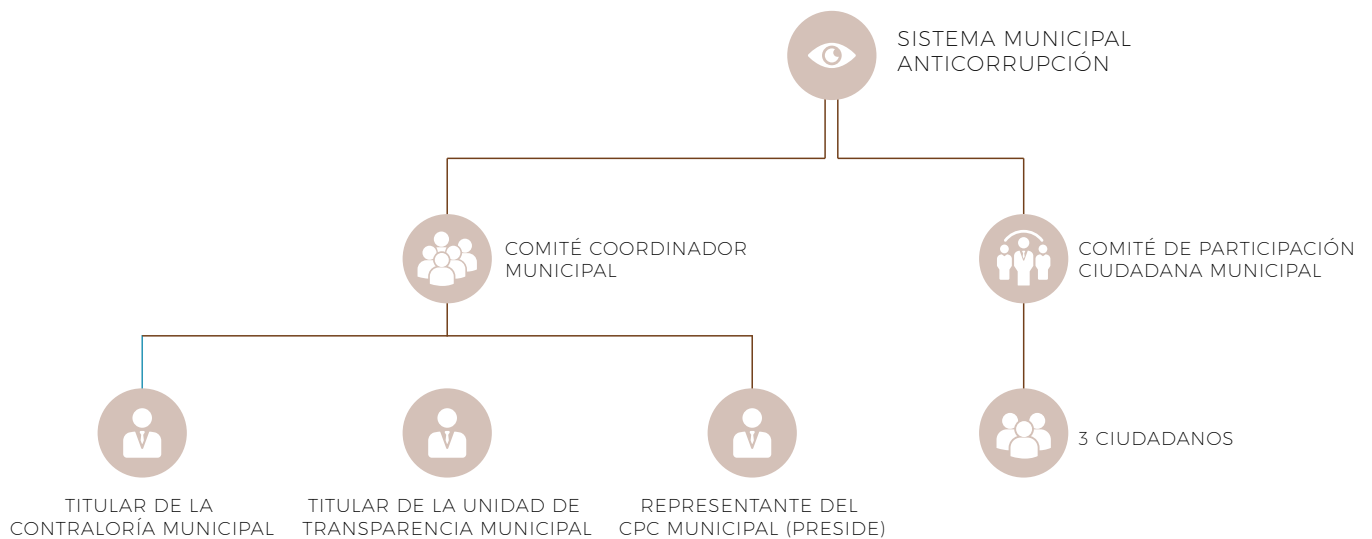 SISTEMA MUNICIPAL
ANTICORRUPCIÓN
COMITÉ COORDINADOR
MUNICIPAL
COMITÉ DE PARTICIPACIÓN
CIUDADANA MUNICIPAL
TITULAR DE LA
CONTRALORÍA MUNICIPAL
TITULAR DE LA UNIDAD DE
TRANSPARENCIA MUNICIPAL
REPRESENTANTE DEL
CPC MUNICIPAL (PRESIDE)
3 CIUDADANOS